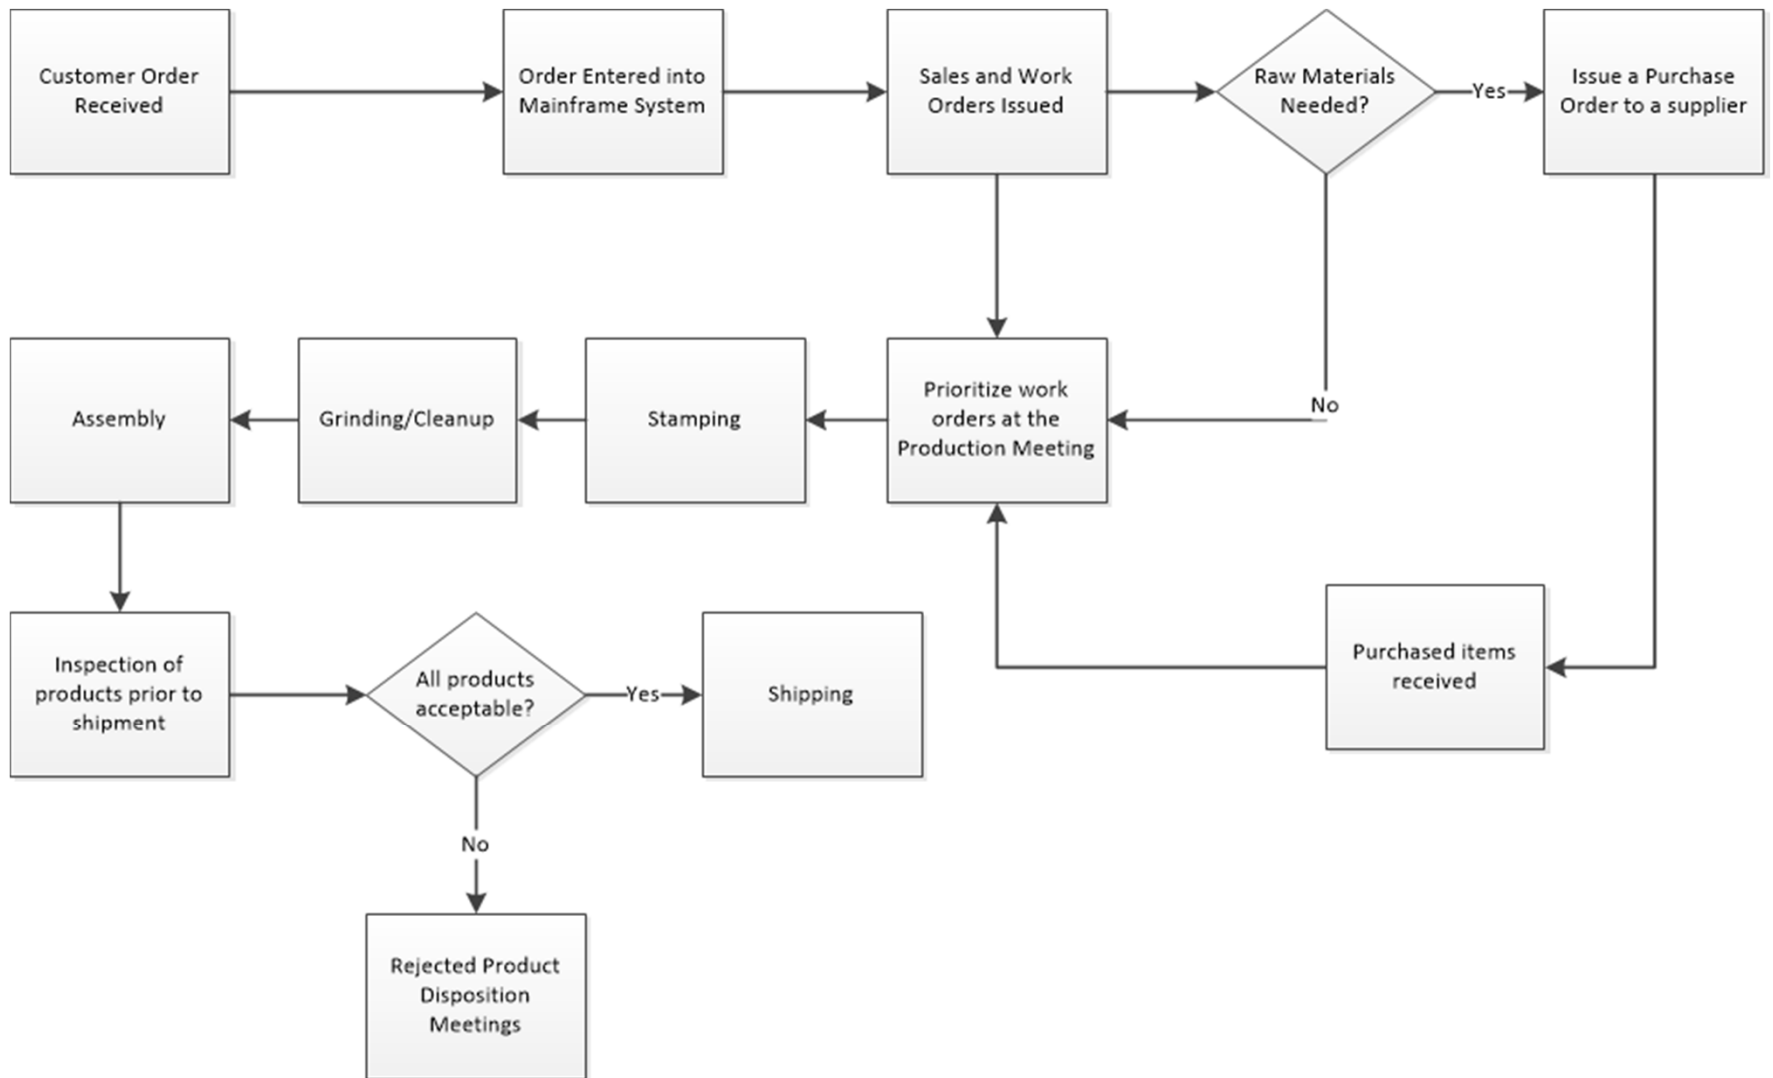 Customer Order
Received
Order Entered into
Mainframe System
Sales and Work
Orders Issued
Raw Materials
Needed?
Yes
Issue a Purchase
Order to a supplier
Assembly
Grinding/Cleanup
Stamping
Prioritize work
orders at the
Production Meeting
No
Inspection of
products prior to
shipment
All products
acceptable?
Yes
Shipping
Purchased items
received
No
Rejected Product
Disposition
Meetings